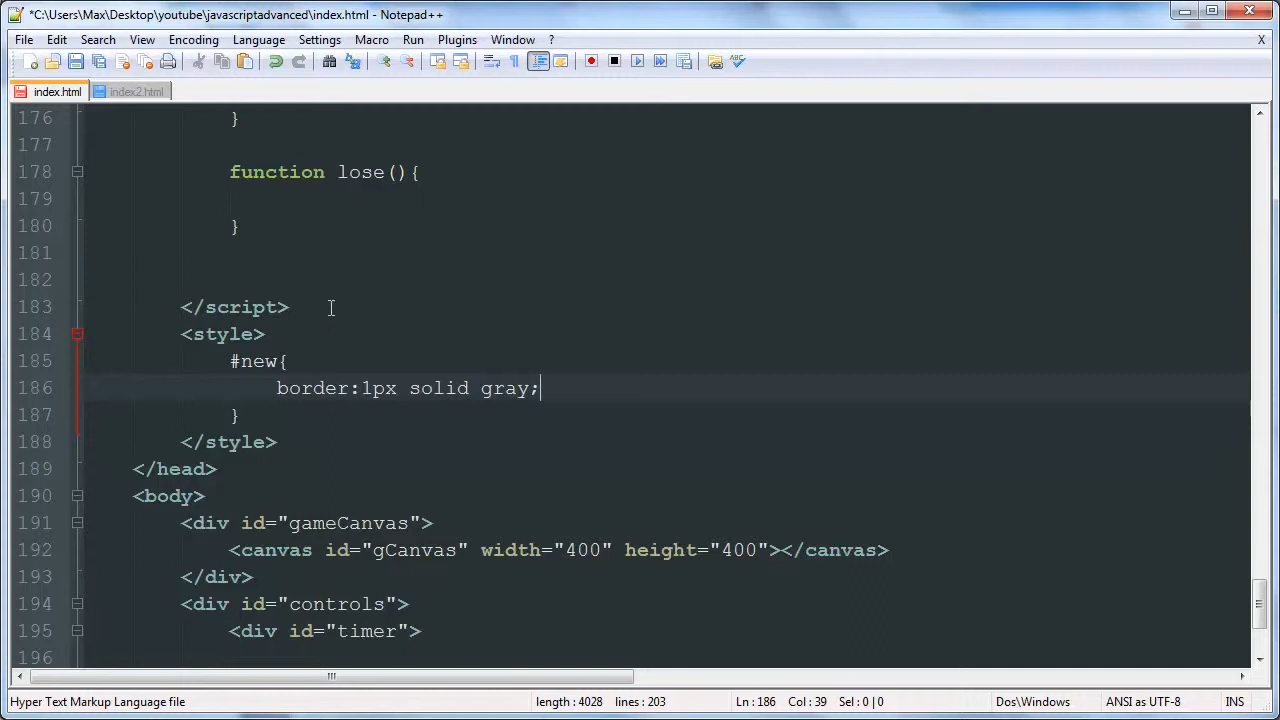 *C:\Users\Max\Desktop\youtube\javascriptadvanced\index.html - Notepad++
File Edit Search View Encoding Language Settings Macro Run Plugins Window ? X
index.html index2.html
176 }
177
178 function lose(){
179
180 }
181
182
183 </script>
184 <style>
185 #new{
186 border:1px solid gray;
187 }
188 </style>
189 </head>
190 <body>
191 <div id="gameCanvas">
192 <canvas id="gCanvas" width="400" height="400"></canvas>
193 </div>
194 <div id="controls">
195 <div id="timer">
196
Hyper Text Markup Language file length : 4028 lines : 203 Ln : 186 Col : 39 Sel : 0 | 0 Dos\Windows ANSI as UTF-8 INS